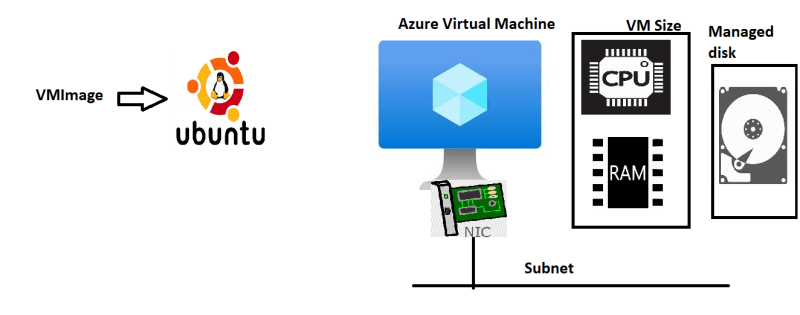 Azure Virtual Machine
VM Size
Managed
disk
VMImage
ubuntu
CPU
RAM
NIC
Subnet